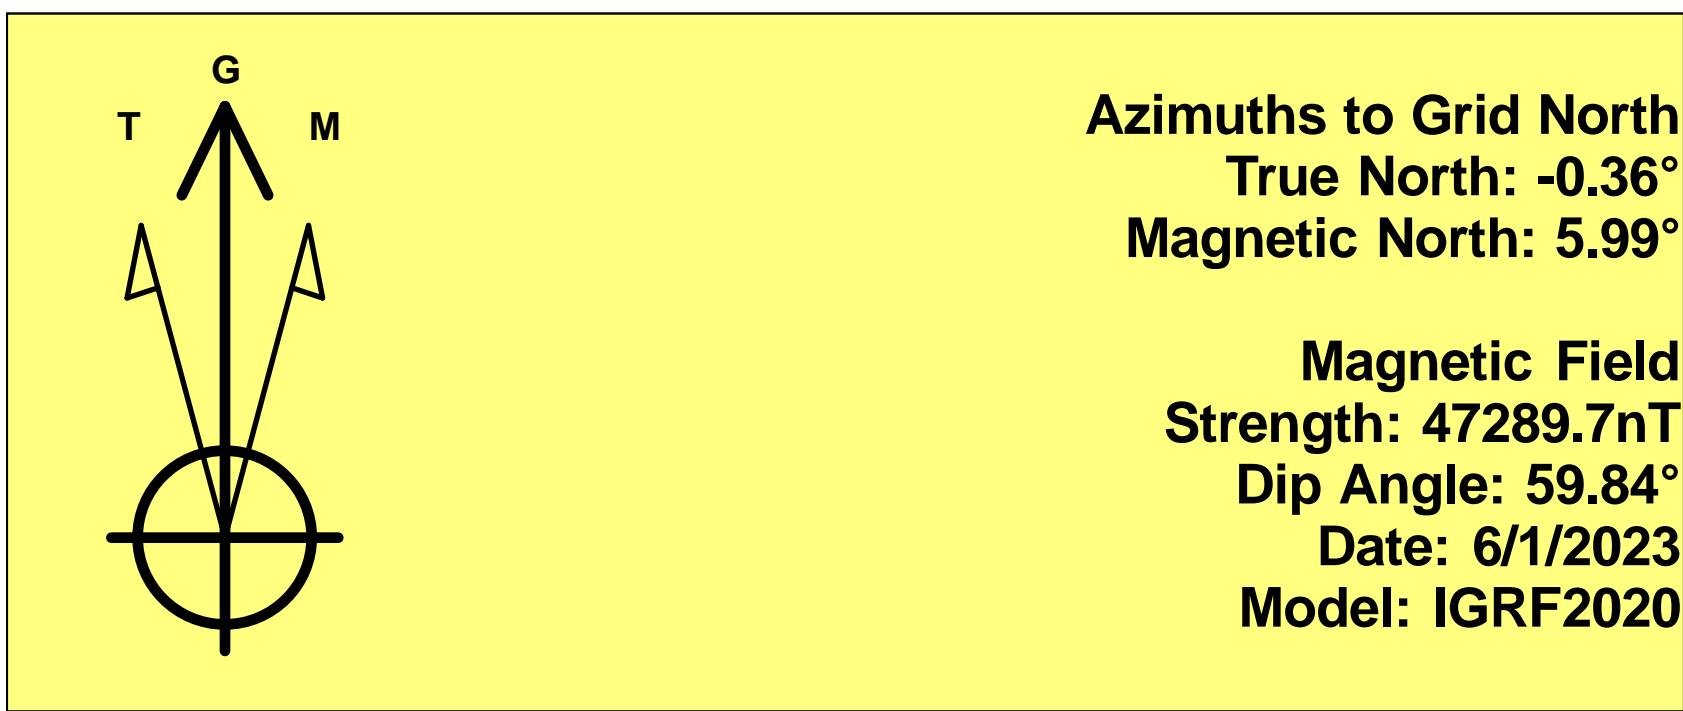 G
T M
Azimuths to Grid North
True North: -0.36°
Magnetic North: 5.99°
Magnetic Field
Strength: 47289.7nT
Dip Angle: 59.84°
Date: 6/1/2023
Model: IGRF2020